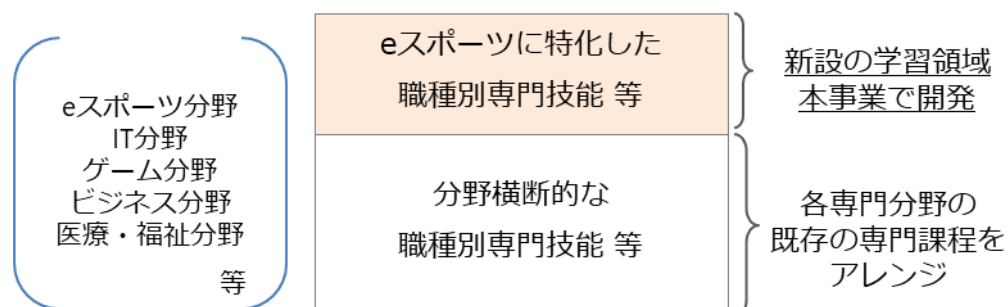 eスポーツ分野
IT分野
ゲーム分野
ビジネス分野
医療・福祉分野
等
eスポーツに特化した
職種別専門技能 等
分野横断的な
職種別専門技能 等
新設の学習領域
本事業で開発
各専門分野の
既存の専門課程を
アレンジ